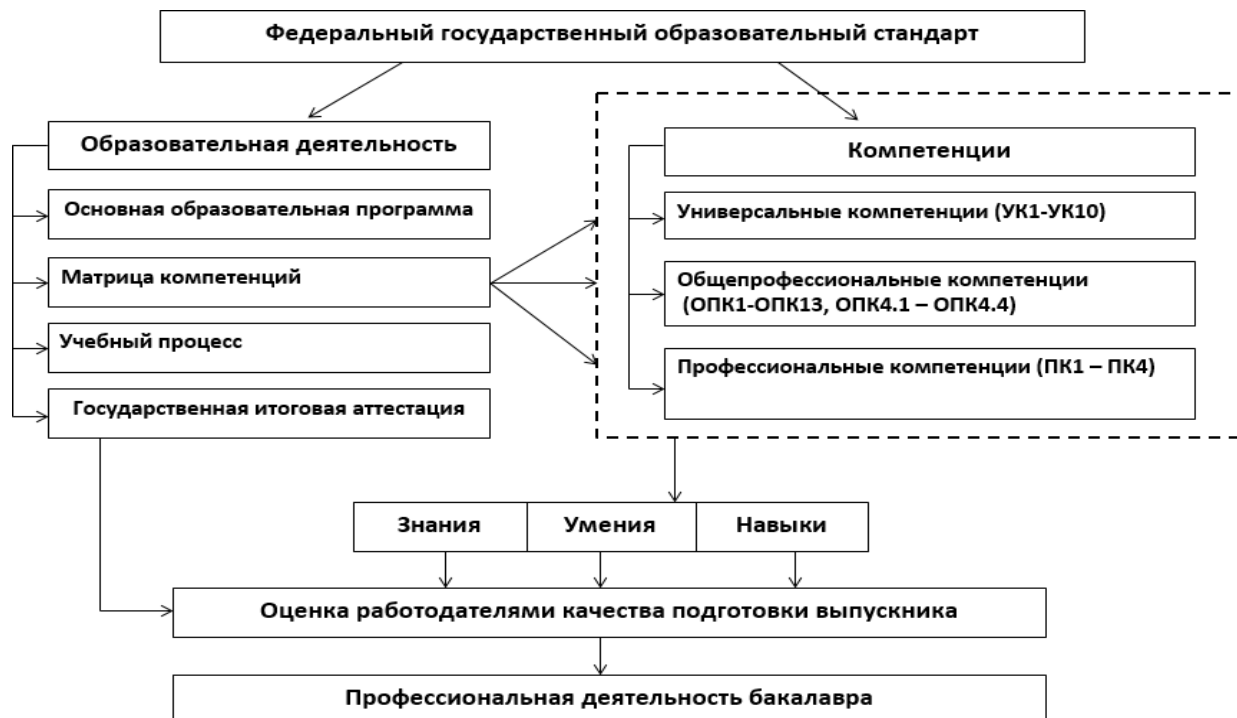 Федеральный государственный образовательный стандарт
Образовательная деятельность
Основная образовательная программа
Матрица компетенций
Учебный процесс
Государственная итоговая аттестация
Компетенции
Универсальные компетенции (УК1-УК10)
Общепрофессиональные компетенции
(ОПК1-ОПК13, ОПК4.1 – ОПК4.4)
Профессиональные компетенции (ПК1 – ПК4)
Знания
Умения
Навыки
Оценка работодателями качества подготовки выпускника
Профессиональная деятельность бакалавра